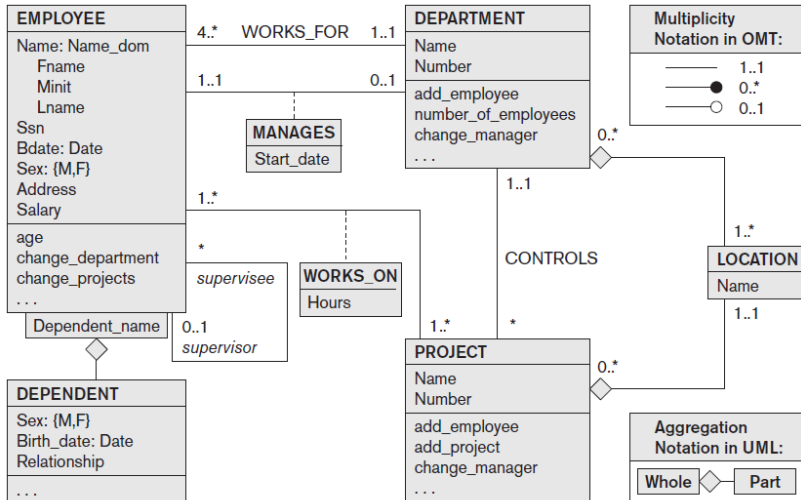 EMPLOYEE
Name: Name_dom
Fname
Minit
Lname
Ssn
Bdate: Date
Sex: {M,F}
Address
Salary
age
change_department
change_projects
. . .
Dependent_name
DEPENDENT
Sex: {M,F}
Birth_date: Date
Relationship
. . .
4..* WORKS_FOR 1..1
1..1 0..1
MANAGES
Start_date
1..*
*
supervisee
0..1
supervisor
WORKS_ON
Hours
1..*
DEPARTMENT
Name
Number
add_employee
number_of_employees
change_manager
. . .
0..*
1..1
CONTROLS
*
PROJECT
Name
Number
add_employee
add_project
change_manager
. . .
0..*
Multiplicity
Notation in OMT:
1..1
0..*
0..1
1..*
LOCATION
Name
1..1
Aggregation
Notation in UML:
Whole Part